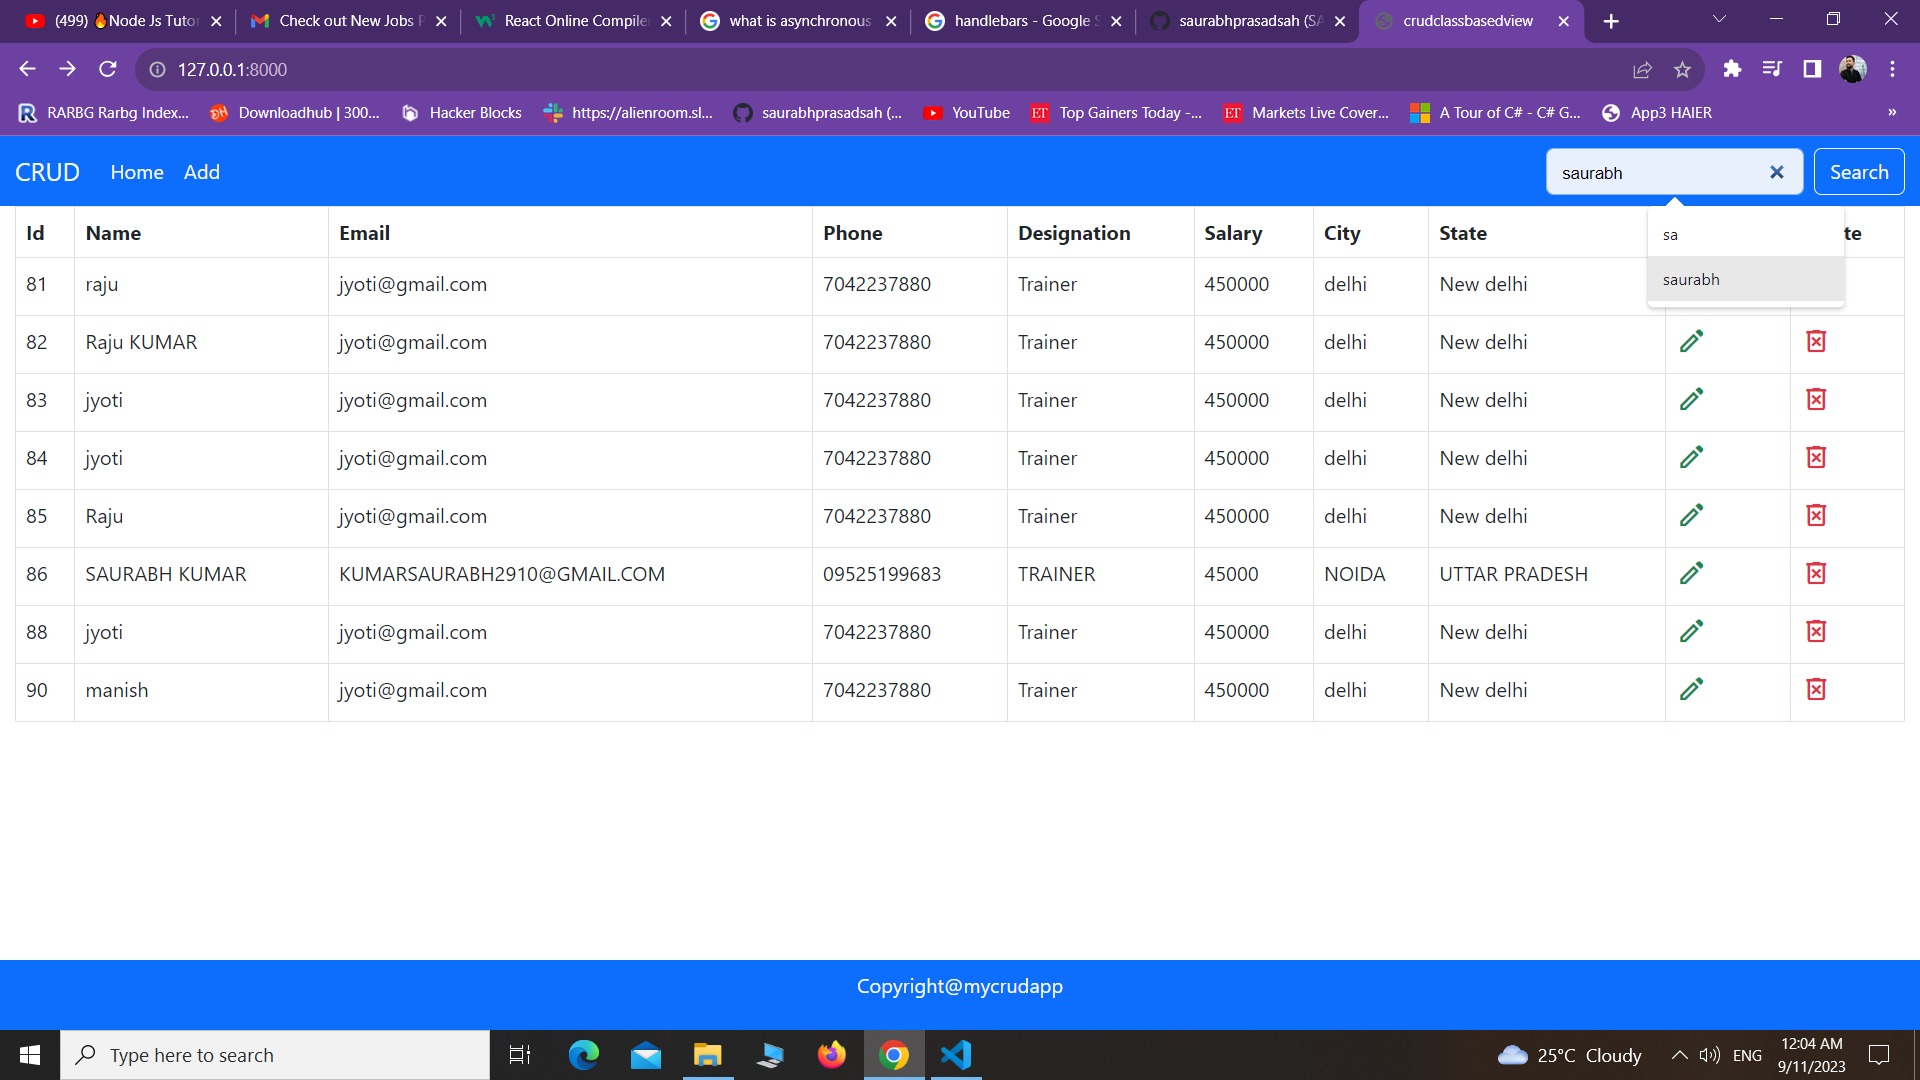 (499) 🔥Node Js Tutor
Check out New Jobs P
React Online Compile
what is asynchronous
handlebars - Google S
saurabhprasadsah (SA
crudclassbasedview
127.0.0.1:8000
RARBG Rarbg Index...
DH
Downloadhub | 300...
Hacker Blocks
https://alienroom.sl...
saurabhprasadsah (...
YouTube
ET
Top Gainers Today -...
ET
Markets Live Cover...
A Tour of C# - C# G...
App3 HAIER
»
CRUD Home Add saurabh Search
sa
saurabh
Id Name Email Phone Designation Salary City State te
81 raju jyoti@gmail.com 7042237880 Trainer 450000 delhi New delhi
82 Raju KUMAR jyoti@gmail.com 7042237880 Trainer 450000 delhi New delhi
83 jyoti jyoti@gmail.com 7042237880 Trainer 450000 delhi New delhi
84 jyoti jyoti@gmail.com 7042237880 Trainer 450000 delhi New delhi
85 Raju jyoti@gmail.com 7042237880 Trainer 450000 delhi New delhi
86 SAURABH KUMAR KUMARSAURABH2910@GMAIL.COM 09525199683 TRAINER 45000 NOIDA UTTAR PRADESH
88 jyoti jyoti@gmail.com 7042237880 Trainer 450000 delhi New delhi
90 manish jyoti@gmail.com 7042237880 Trainer 450000 delhi New delhi
Copyright@mycrudapp
Type here to search
25°C Cloudy
ENG
12:04 AM
9/11/2023